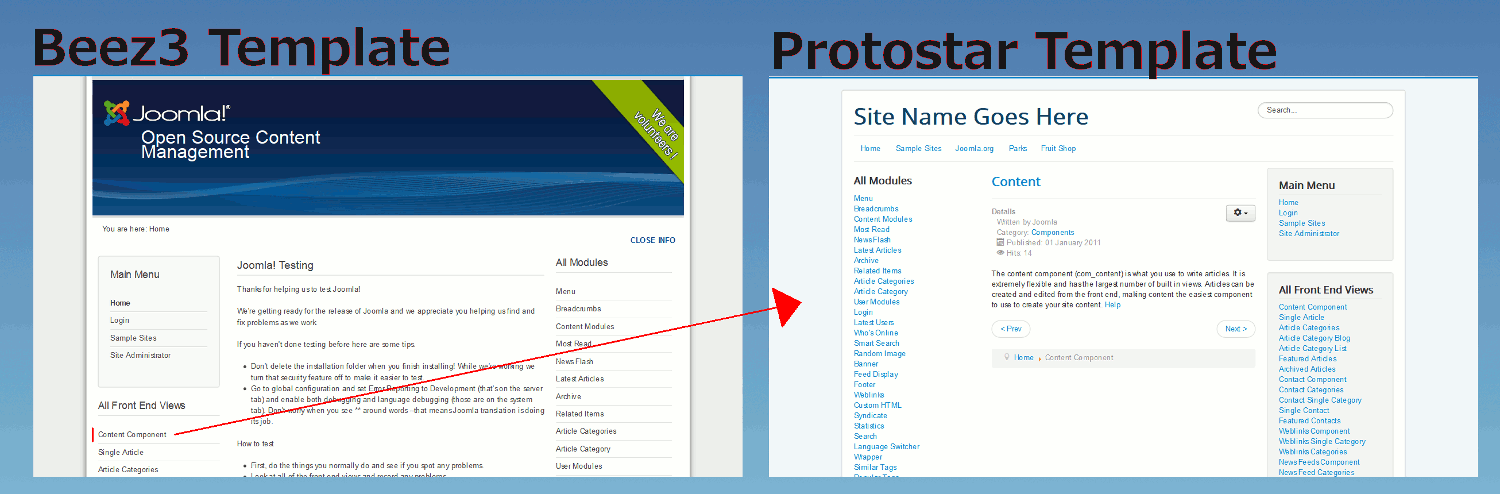 Beez3 Template
Joomla!®
Open Source Content
Management
We are
volunteers!
You are here: Home
CLOSE INFO
Main Menu
Home
Login
Sample Sites
Site Administrator
All Front End Views
Content Component
Single Article
Article Categories
Joomla! Testing
Thanks for helping us to test Joomla!
We're getting ready for the release of Joomla and we appreciate you helping us find and
fix problems as we work.
If you haven't done testing before here are some tips.
Don't delete the installation folder when you finish installing! While we're working we
turn that security feature off to make it easier to test.
Go to global configuration and set Error Reporting to Development (that's on the server
tab) and enable both debugging and language debugging (those are on the system
tab). Don't worry when you see ** around words - that means Joomla translation is doing
its job.
How to test
First, do the things you normally do and see if you spot any problems.
Look at all of the front end views and record any problems
All Modules
Menu
Breadcrumbs
Content Modules
Most Read
News Flash
Latest Articles
Archive
Related Items
Article Categories
Article Category
User Modules
Protostar Template
Site Name Goes Here
Search...
Home Sample Sites Joomla.org Parks Fruit Shop
All Modules
Menu
Breadcrumbs
Content Modules
Most Read
News Flash
Latest Articles
Archive
Related Items
Article Categories
Article Category
User Modules
Login
Latest Users
Who's Online
Smart Search
Random Image
Banner
Feed Display
Footer
Weblinks
Custom HTML
Syndicate
Statistics
Search
Language Switcher
Wrapper
Similar Tags
Popular Tags
Content
Details
Written by Joomla
Category: Components
Published: 01 January 2011
Hits: 14
The content component (com_content) is what you use to write articles. It is
extremely flexible and has the largest number of built in views. Articles can be
created and edited from the front end, making content the easiest component
to use to create your site content. Help
< Prev
Next >
Home › Content Component
Main Menu
Home
Login
Sample Sites
Site Administrator
All Front End Views
Content Component
Single Article
Article Categories
Article Category Blog
Article Category List
Featured Articles
Archived Articles
Contact Component
Contact Categories
Contact Single Category
Single Contact
Featured Contacts
Weblinks Component
Weblinks Single Category
Weblinks Categories
News Feeds Component
News Feed Categories